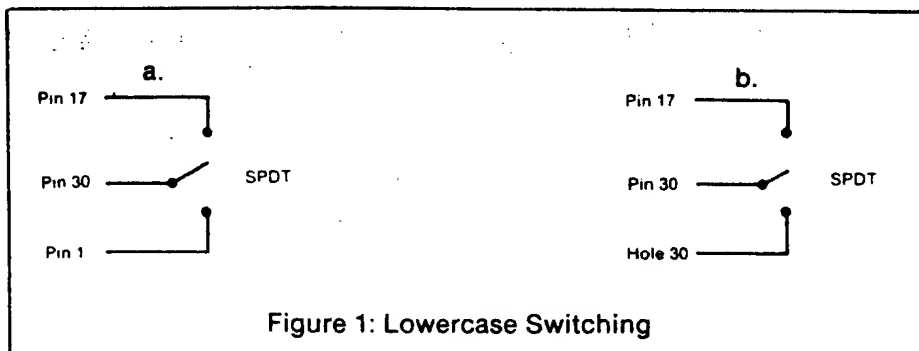 a.
Pin 17
Pin 30
SPDT
Pin 1
b.
Pin 17
Pin 30
SPDT
Hole 30
Figure 1: Lowercase Switching